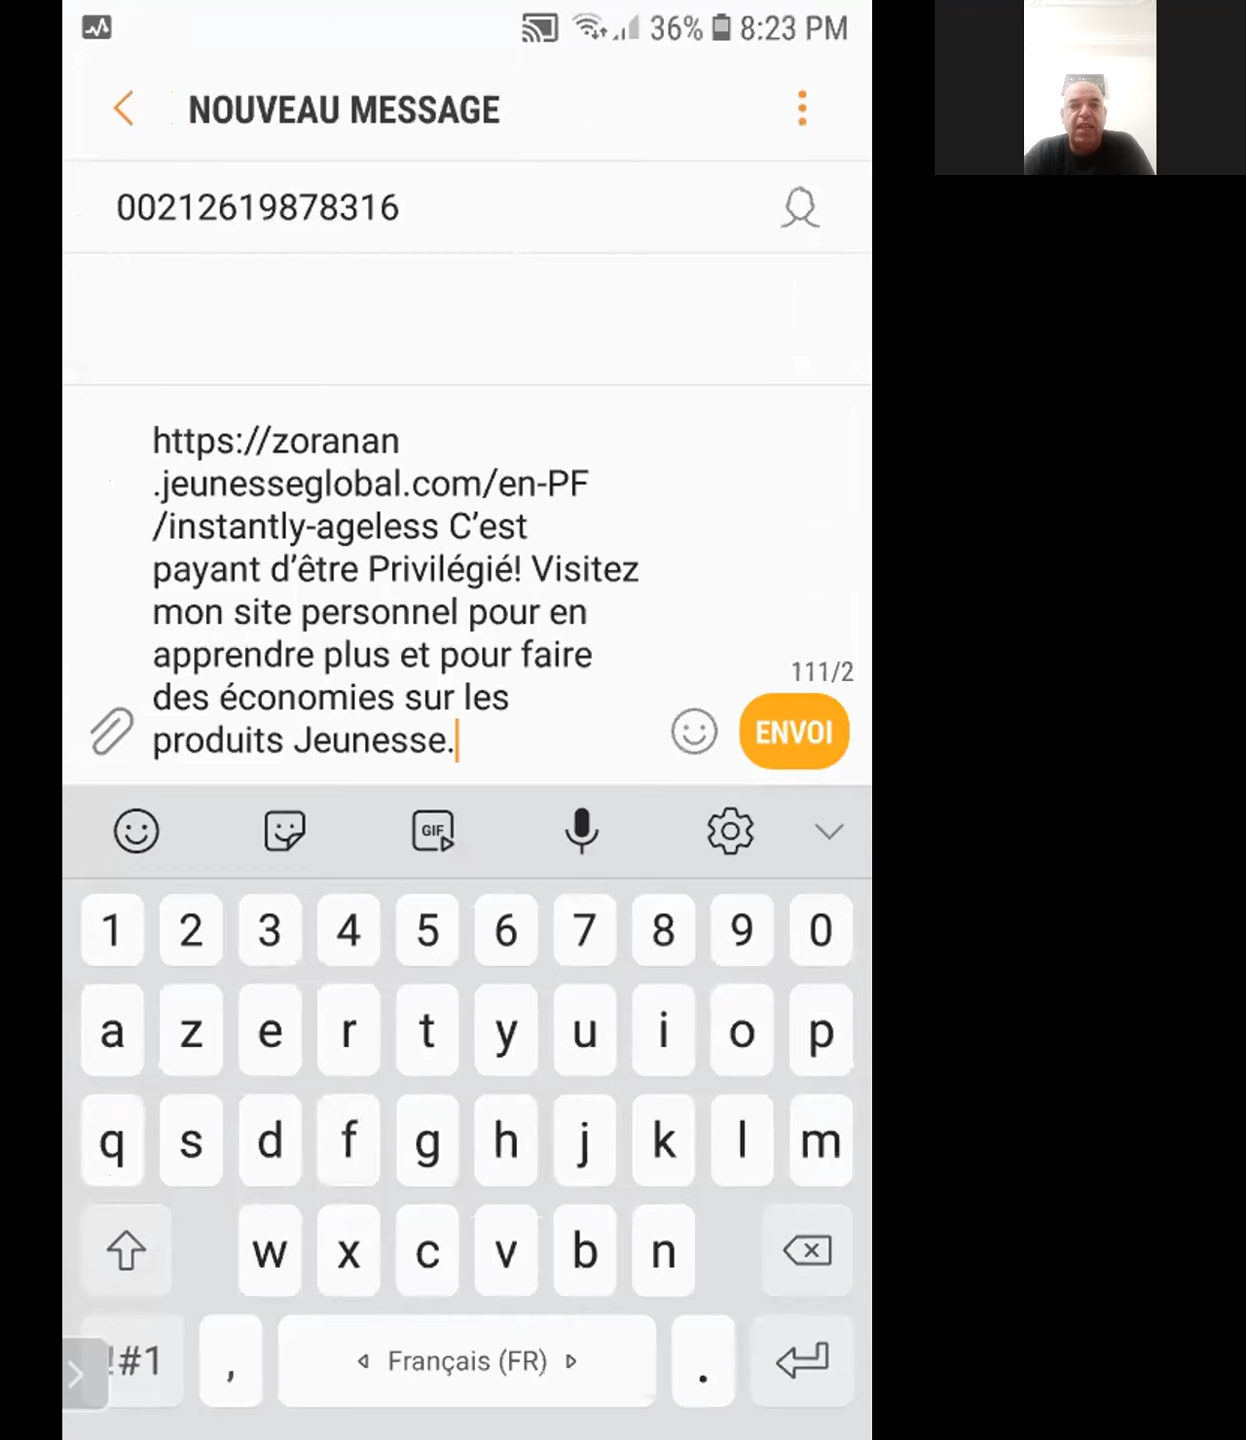 36% 8:23 PM
NOUVEAU MESSAGE
00212619878316
https://zoranan
.jeunesseglobal.com/en-PF
/instantly-ageless C’est
payant d’être Privilégié! Visitez
mon site personnel pour en
apprendre plus et pour faire
des économies sur les
produits Jeunesse.
111/2
ENVOI
GIF
1 2 3 4 5 6 7 8 9 0
a z e r t y u i o p
q s d f g h j k l m
w x c v b n
!#1 , Français (FR) .